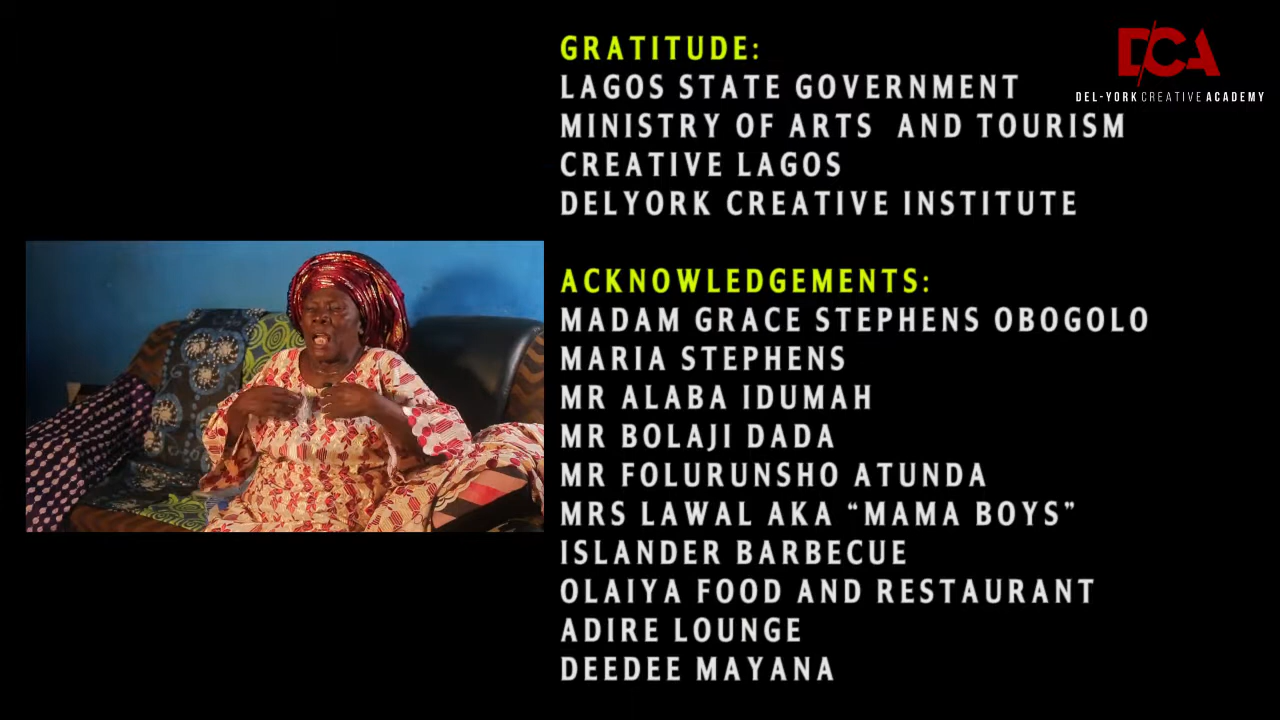 GRATITUDE:
LAGOS STATE GOVERNMENT
MINISTRY OF ARTS AND TOURISM
CREATIVE LAGOS
DELYORK CREATIVE INSTITUTE
ACKNOWLEDGEMENTS:
MADAM GRACE STEPHENS OBOGOLO
MARIA STEPHENS
MR ALABA IDUMAH
MR BOLAJI DADA
MR FOLURUNSHO ATUNDA
MRS LAWAL AKA “MAMA BOYS”
ISLANDER BARBECUE
OLAIYA FOOD AND RESTAURANT
ADIRE LOUNGE
DEEDEE MAYANA
DCA
DEL-YORK CREATIVE ACADEMY